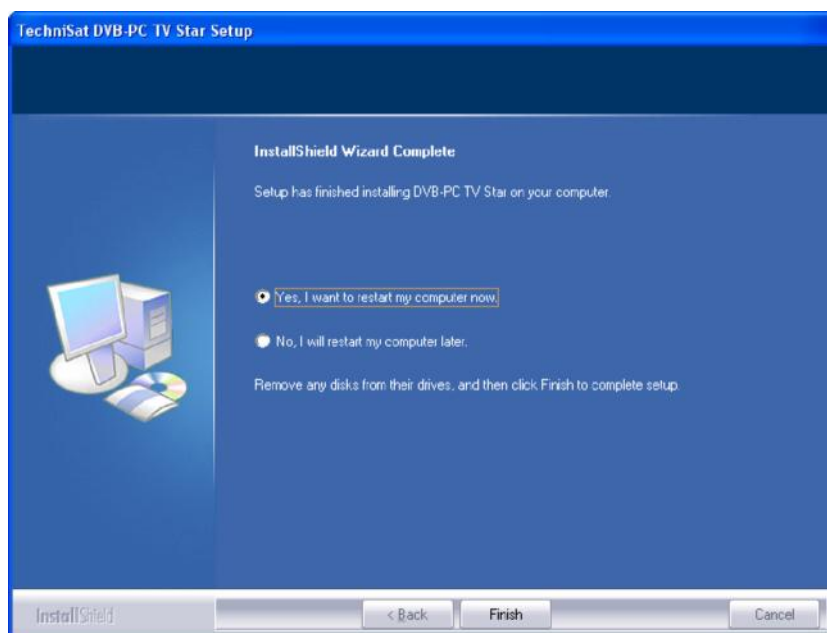 TechniSat DVB-PC TV Star Setup
InstallShield Wizard Complete
Setup has finished installing DVB-PC TV Star on your computer.
Yes, I want to restart my computer now.
No, I will restart my computer later.
Remove any disks from their drives, and then click Finish to complete setup.
InstallShield
< Back
Finish
Cancel